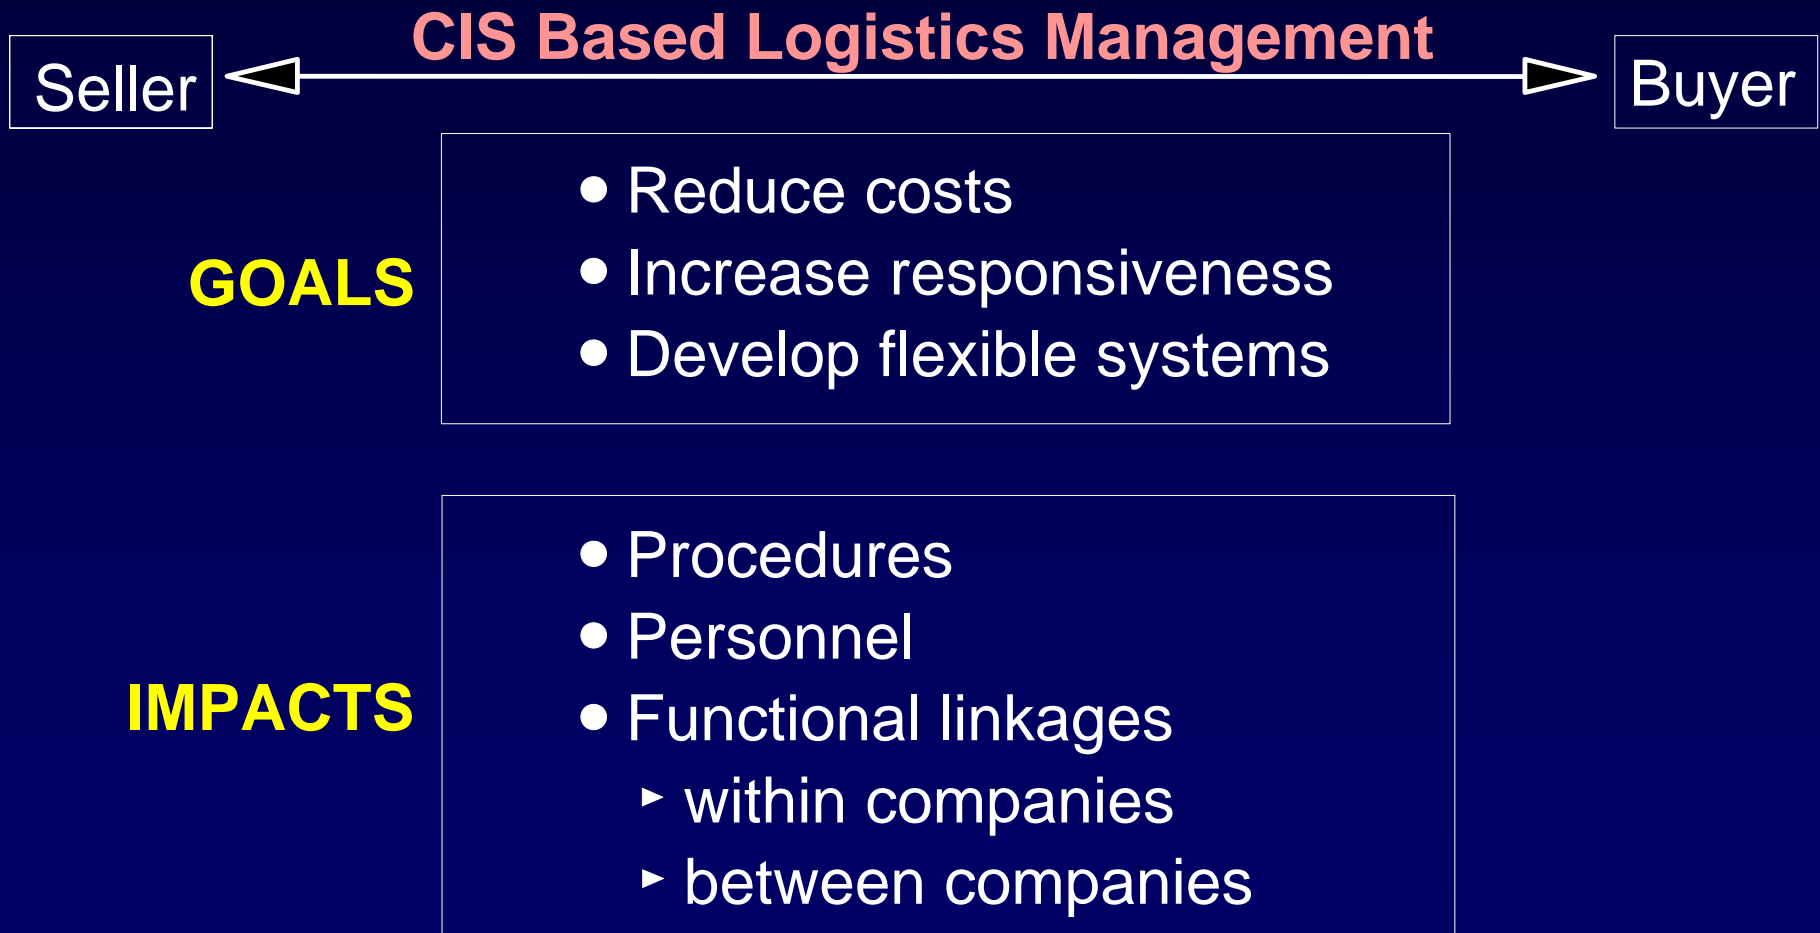 CIS Based Logistics Management
Seller
Buyer
GOALS
● Reduce costs
● Increase responsiveness
● Develop flexible systems
IMPACTS
● Procedures
● Personnel
● Functional linkages
► within companies
► between companies